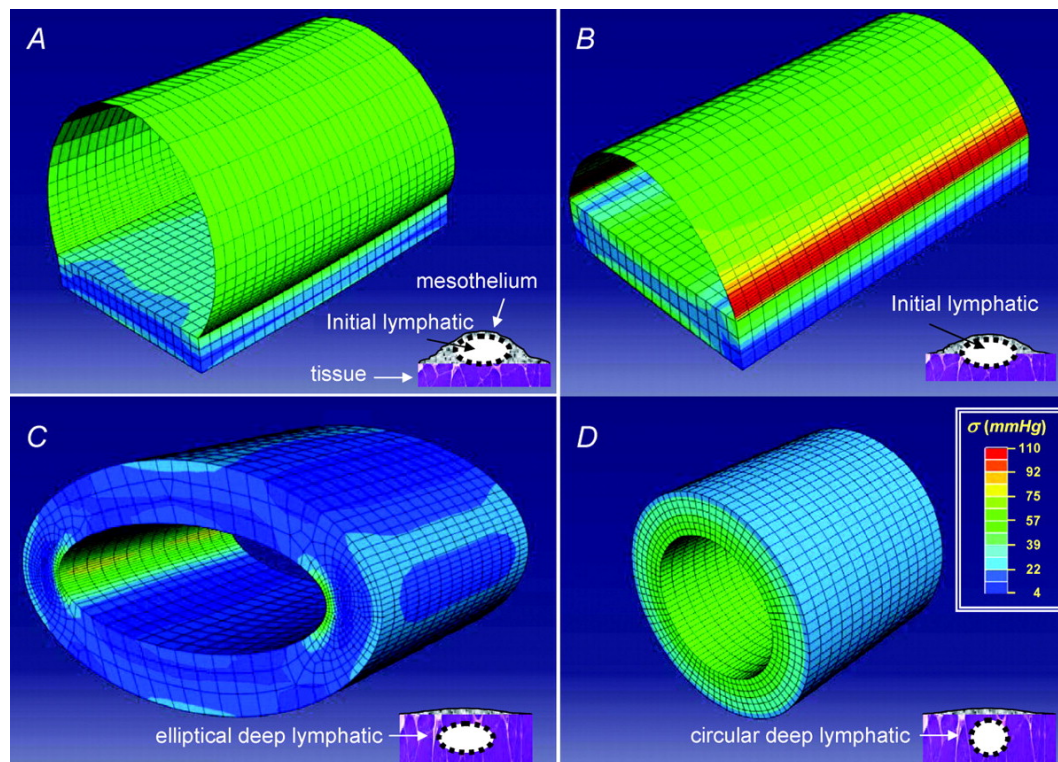 A
mesothelium
Initial lymphatic
tissue
B
Initial lymphatic
C
elliptical deep lymphatic
D
σ (mmHg)
110
92
75
57
39
22
4
circular deep lymphatic